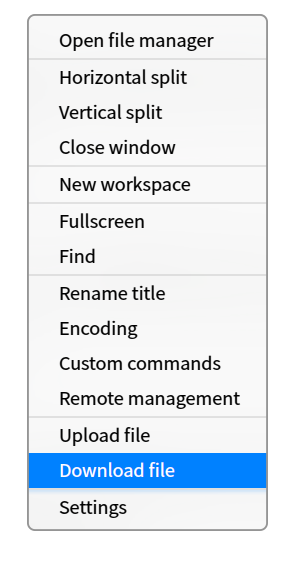 Open file manager
Horizontal split
Vertical split
Close window
New workspace
Fullscreen
Find
Rename title
Encoding
Custom commands
Remote management
Upload file
Download file
Settings